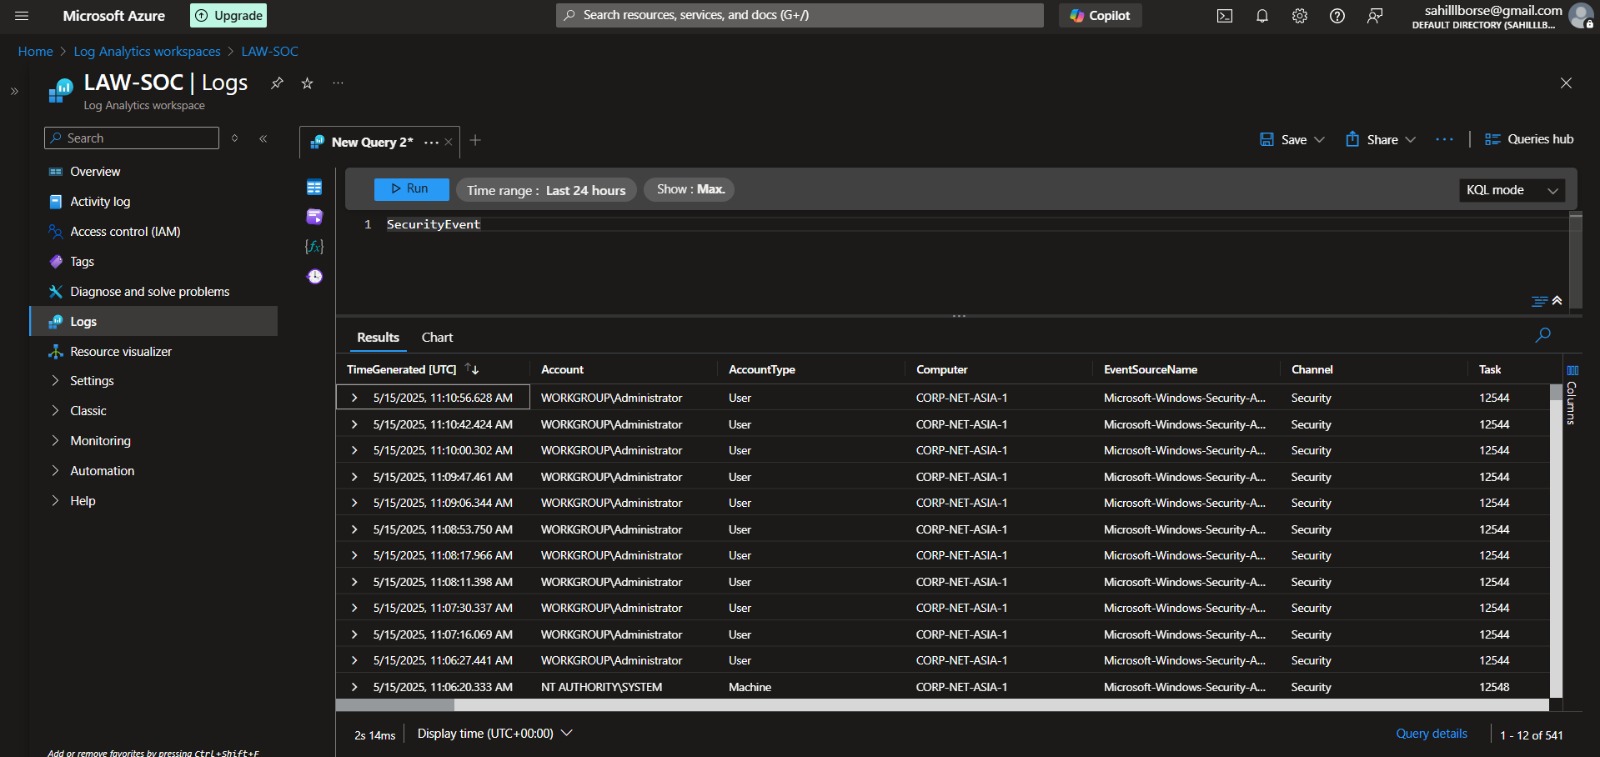 Microsoft Azure
Upgrade
Search resources, services, and docs (G+/)
Copilot
sahilllborse@gmail.com
DEFAULT DIRECTORY (SAHILLLB...
Home > Log Analytics workspaces > LAW-SOC
LAW-SOC | Logs
Log Analytics workspace
Search
Overview
Activity log
Access control (IAM)
Tags
Diagnose and solve problems
Logs
Resource visualizer
Settings
Classic
Monitoring
Automation
Help
Add or remove favorites by pressing Ctrl+Shift+F
New Query 2*
Save
Share
Queries hub
Run
Time range : Last 24 hours
Show : Max.
KQL mode
1 SecurityEvent
Results Chart
TimeGenerated [UTC] Account AccountType Computer EventSourceName Channel Task
5/15/2025, 11:10:56.628 AM WORKGROUP\Administrator User CORP-NET-ASIA-1 Microsoft-Windows-Security-A... Security 12544
5/15/2025, 11:10:42.424 AM WORKGROUP\Administrator User CORP-NET-ASIA-1 Microsoft-Windows-Security-A... Security 12544
5/15/2025, 11:10:00.302 AM WORKGROUP\Administrator User CORP-NET-ASIA-1 Microsoft-Windows-Security-A... Security 12544
5/15/2025, 11:09:47.461 AM WORKGROUP\Administrator User CORP-NET-ASIA-1 Microsoft-Windows-Security-A... Security 12544
5/15/2025, 11:09:06.344 AM WORKGROUP\Administrator User CORP-NET-ASIA-1 Microsoft-Windows-Security-A... Security 12544
5/15/2025, 11:08:53.750 AM WORKGROUP\Administrator User CORP-NET-ASIA-1 Microsoft-Windows-Security-A... Security 12544
5/15/2025, 11:08:17.966 AM WORKGROUP\Administrator User CORP-NET-ASIA-1 Microsoft-Windows-Security-A... Security 12544
5/15/2025, 11:08:11.398 AM WORKGROUP\Administrator User CORP-NET-ASIA-1 Microsoft-Windows-Security-A... Security 12544
5/15/2025, 11:07:30.337 AM WORKGROUP\Administrator User CORP-NET-ASIA-1 Microsoft-Windows-Security-A... Security 12544
5/15/2025, 11:07:16.069 AM WORKGROUP\Administrator User CORP-NET-ASIA-1 Microsoft-Windows-Security-A... Security 12544
5/15/2025, 11:06:27.441 AM WORKGROUP\Administrator User CORP-NET-ASIA-1 Microsoft-Windows-Security-A... Security 12544
5/15/2025, 11:06:20.333 AM NT AUTHORITY\SYSTEM Machine CORP-NET-ASIA-1 Microsoft-Windows-Security-A... Security 12548
Columns
2s 14ms
Display time (UTC+00:00)
Query details
1 - 12 of 541